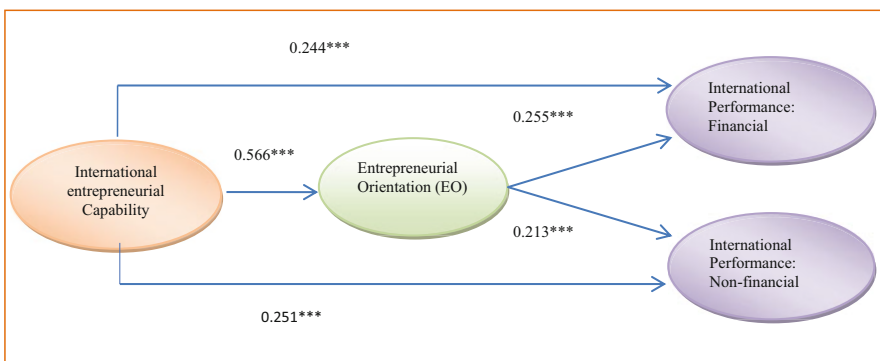 0.244***
International
Performance:
Financial
0.255***
0.566***
International
entrepreneurial
Capability
Entrepreneurial
Orientation (EO)
0.213***
International
Performance:
Non-financial
0.251***